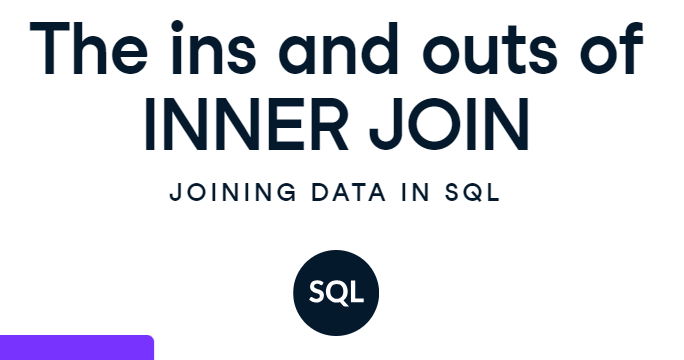 The ins and outs of
INNER JOIN
JOINING DATA IN SQL
SQL